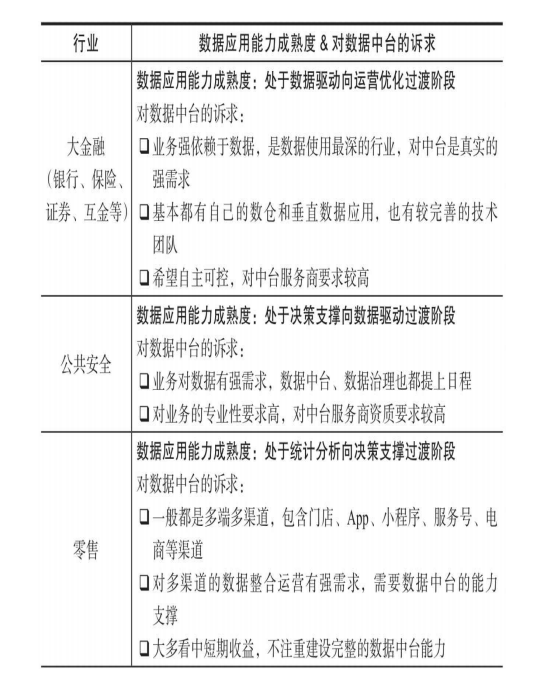 行业
数据应用能力成熟度 & 对数据中台的诉求
大金融
(银行、保险、
证券、互金等)
数据应用能力成熟度：处于数据驱动向运营优化过渡阶段
对数据中台的诉求：
❑业务强依赖于数据，是数据使用最深的行业，对中台是真实的
强需求
❑基本都有自己的数仓和垂直数据应用，也有较完善的技术
团队
❑希望自主可控，对中台服务商要求较高
公共安全
数据应用能力成熟度：处于决策支撑向数据驱动过渡阶段
对数据中台的诉求：
❑业务对数据有强需求，数据中台、数据治理也都提上日程
❑对业务的专业性要求高，对中台服务商资质要求较高
零售
数据应用能力成熟度：处于统计分析向决策支撑过渡阶段
对数据中台的诉求：
❑一般都是多端多渠道，包含门店、App、小程序、服务号、电
商等渠道
❑对多渠道的数据整合运营有强需求，需要数据中台的能力
支撑
❑大多看中短期收益，不注重建设完整的数据中台能力